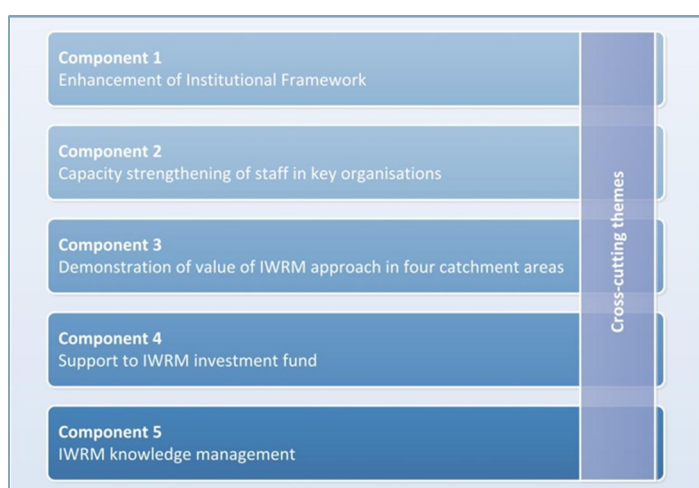 Component 1
Enhancement of Institutional Framework
Component 2
Capacity strengthening of staff in key organisations
Component 3
Demonstration of value of IWRM approach in four catchment areas
Component 4
Support to IWRM investment fund
Component 5
IWRM knowledge management
Cross-cutting themes